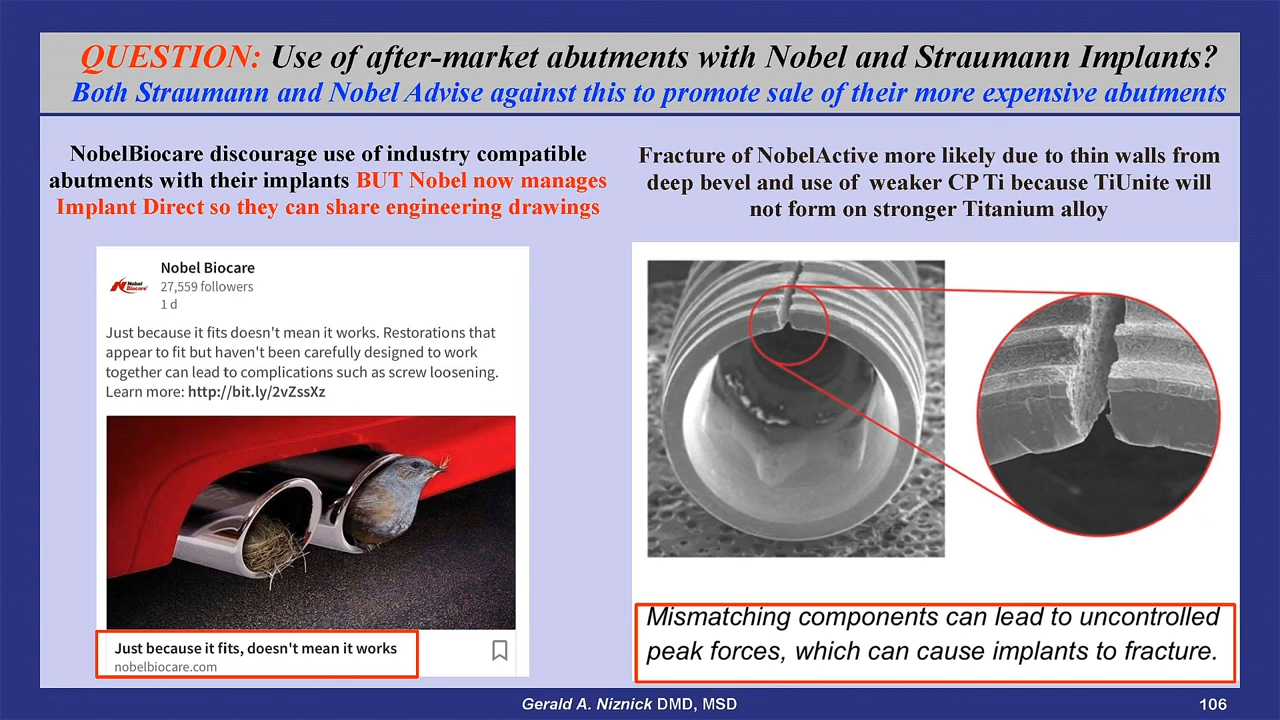 QUESTION: Use of after-market abutments with Nobel and Straumann Implants?
Both Straumann and Nobel Advise against this to promote sale of their more expensive abutments
NobelBiocare discourage use of industry compatible
abutments with their implants BUT Nobel now manages
Implant Direct so they can share engineering drawings
Nobel Biocare
27,559 followers
1 d
Nobel
Biocare
Just because it fits doesn't mean it works. Restorations that
appear to fit but haven't been carefully designed to work
together can lead to complications such as screw loosening.
Learn more: http://bit.ly/2vZssXz
Just because it fits, doesn't mean it works
nobelbiocare.com
Fracture of NobelActive more likely due to thin walls from
deep bevel and use of weaker CP Ti because TiUnite will
not form on stronger Titanium alloy
Mismatching components can lead to uncontrolled
peak forces, which can cause implants to fracture.
Gerald A. Niznick DMD, MSD
106